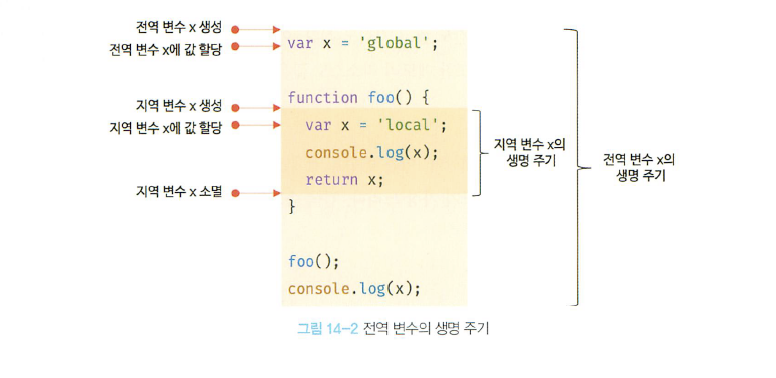 전역 변수 x 생성
전역 변수 x에 값 할당
var x = 'global';
지역 변수 x 생성
지역 변수 x에 값 할당
지역 변수 x 소멸
function foo() {
var x = 'local';
console.log(x);
return x;
}
foo();
console.log(x);
지역 변수 x의
생명 주기
전역 변수 x의
생명 주기
그림 14-2 전역 변수의 생명 주기